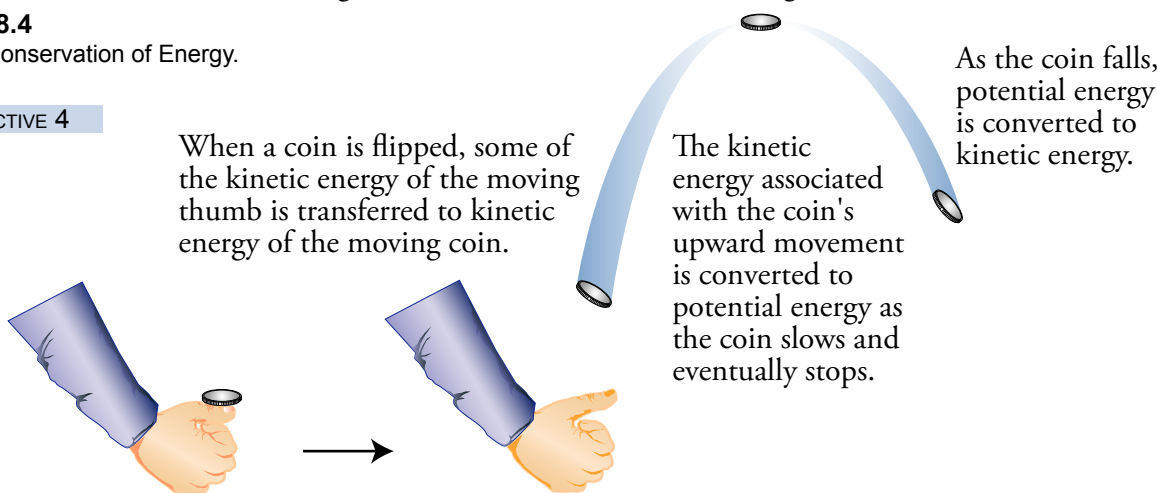 8.4
onservation of Energy.
CTIVE 4
When a coin is flipped, some of
the kinetic energy of the moving
thumb is transferred to kinetic
energy of the moving coin.
The kinetic
energy associated
with the coin's
upward movement
is converted to
potential energy as
the coin slows and
eventually stops.
As the coin falls,
potential energy
is converted to
kinetic energy.